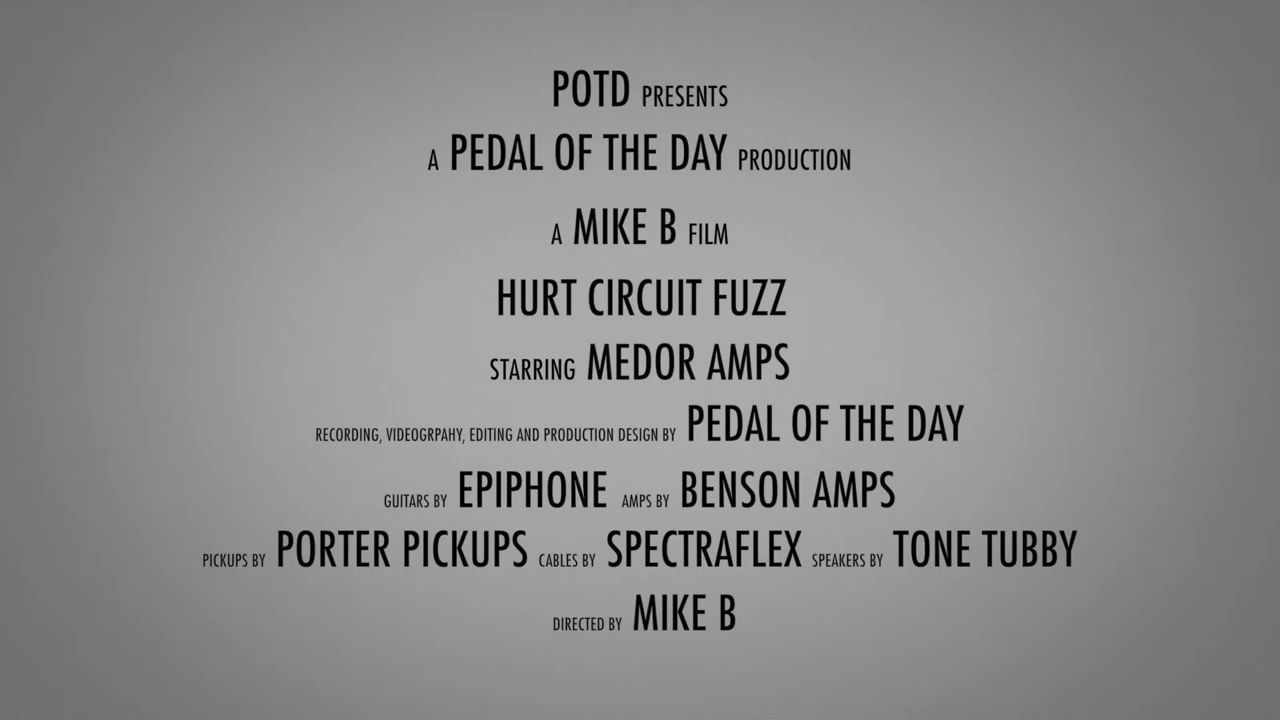 POTD PRESENTS
A PEDAL OF THE DAY PRODUCTION
A MIKE B FILM
HURT CIRCUIT FUZZ
STARRING MEDOR AMPS
RECORDING, VIDEOGRPAHY, EDITING AND PRODUCTION DESIGN BY PEDAL OF THE DAY
GUITARS BY EPIPHONE AMPS BY BENSON AMPS
PICKUPS BY PORTER PICKUPS CABLES BY SPECTRAFLEX SPEAKERS BY TONE TUBBY
DIRECTED BY MIKE B